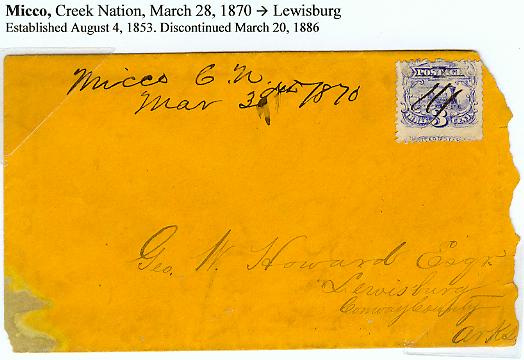 Micco, Creek Nation, March 28, 1870 → Lewisburg
Established August 4, 1853. Discontinued March 20, 1886
Micco C. N.
Mar 28th 1870
POSTAGE
3
Geo. W. Howard Esqr
Lewisburg
Conway County
Arks